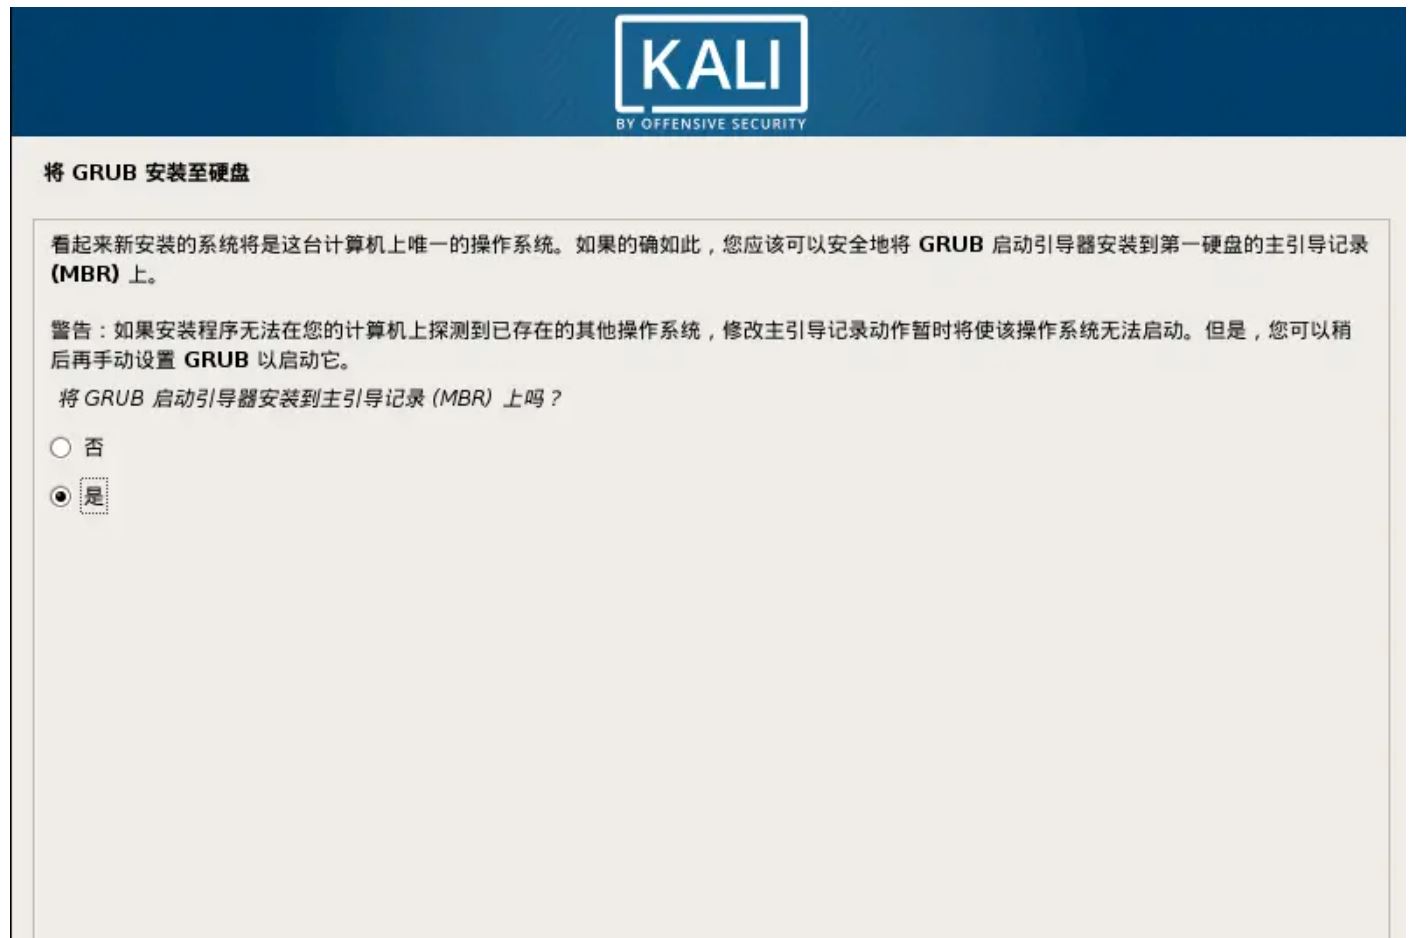 KALI
BY OFFENSIVE SECURITY
将 GRUB 安装至硬盘
看起来新安装的系统将是这台计算机上唯一的操作系统。如果的确如此，您应该可以安全地将 GRUB 启动引导器安装到第一硬盘的主引导记录
(MBR) 上。
警告：如果安装程序无法在您的计算机上探测到已存在的其他操作系统，修改主引导记录动作暂时将使该操作系统无法启动。但是，您可以稍
后再手动设置 GRUB 以启动它。
将 GRUB 启动引导器安装到主引导记录 (MBR) 上吗？
否
是